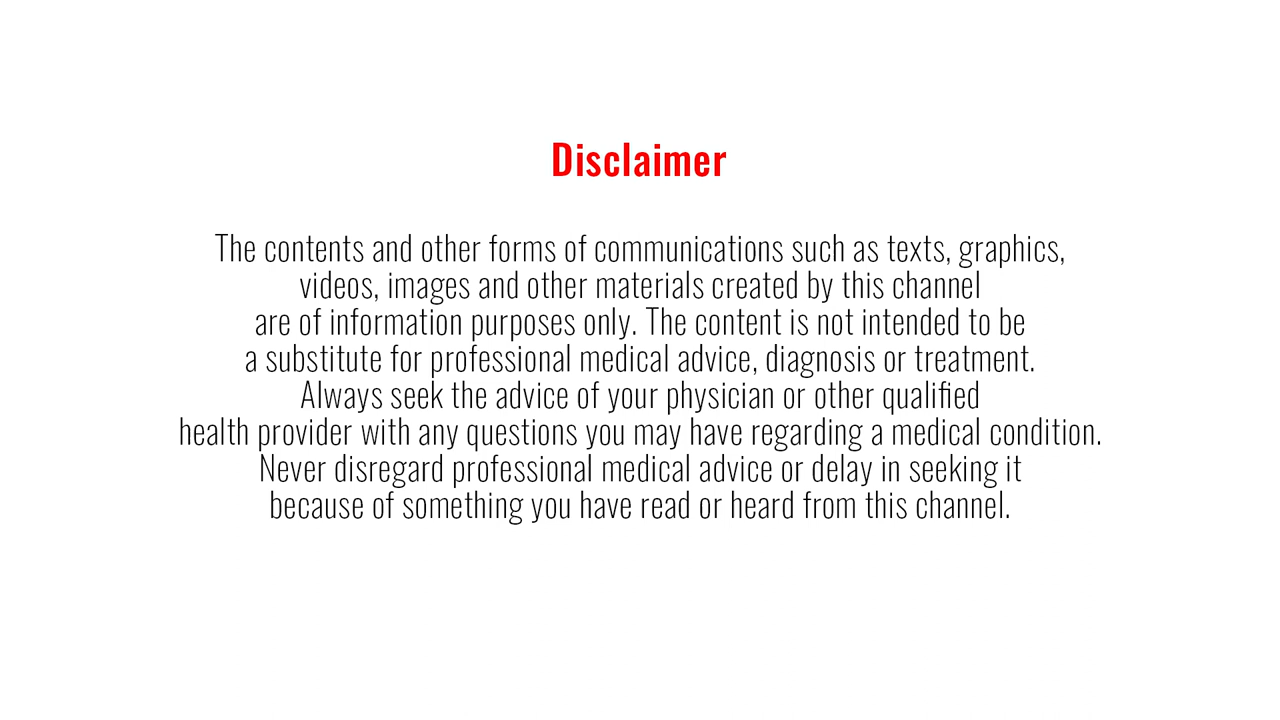 Disclaimer
The contents and other forms of communications such as texts, graphics,
videos, images and other materials created by this channel
are of information purposes only. The content is not intended to be
a substitute for professional medical advice, diagnosis or treatment.
Always seek the advice of your physician or other qualified
health provider with any questions you may have regarding a medical condition.
Never disregard professional medical advice or delay in seeking it
because of something you have read or heard from this channel.